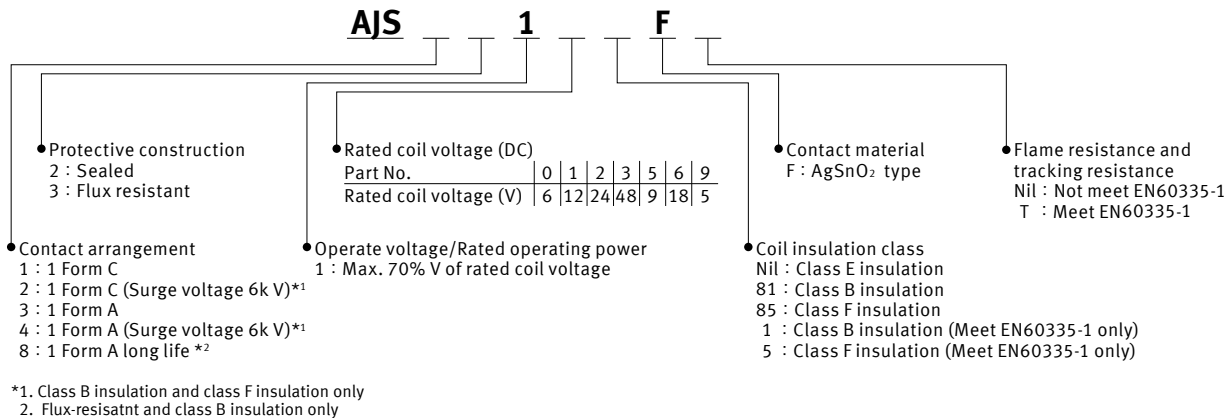 AJS 1 F
Protective construction
2 : Sealed
3 : Flux resistant
Rated coil voltage (DC)
Part No. 0 1 2 3 5 6 9
Rated coil voltage (V) 6 12 24 48 9 18 5
Contact material
F : AgSnO₂ type
Flame resistance and
tracking resistance
Nil : Not meet EN60335-1
T : Meet EN60335-1
Contact arrangement
1 : 1 Form C
2 : 1 Form C (Surge voltage 6k V)*¹
3 : 1 Form A
4 : 1 Form A (Surge voltage 6k V)*¹
8 : 1 Form A long life *²
Operate voltage/Rated operating power
1 : Max. 70% V of rated coil voltage
Coil insulation class
Nil : Class E insulation
81 : Class B insulation
85 : Class F insulation
1 : Class B insulation (Meet EN60335-1 only)
5 : Class F insulation (Meet EN60335-1 only)
*1. Class B insulation and class F insulation only
2. Flux-resisatnt and class B insulation only